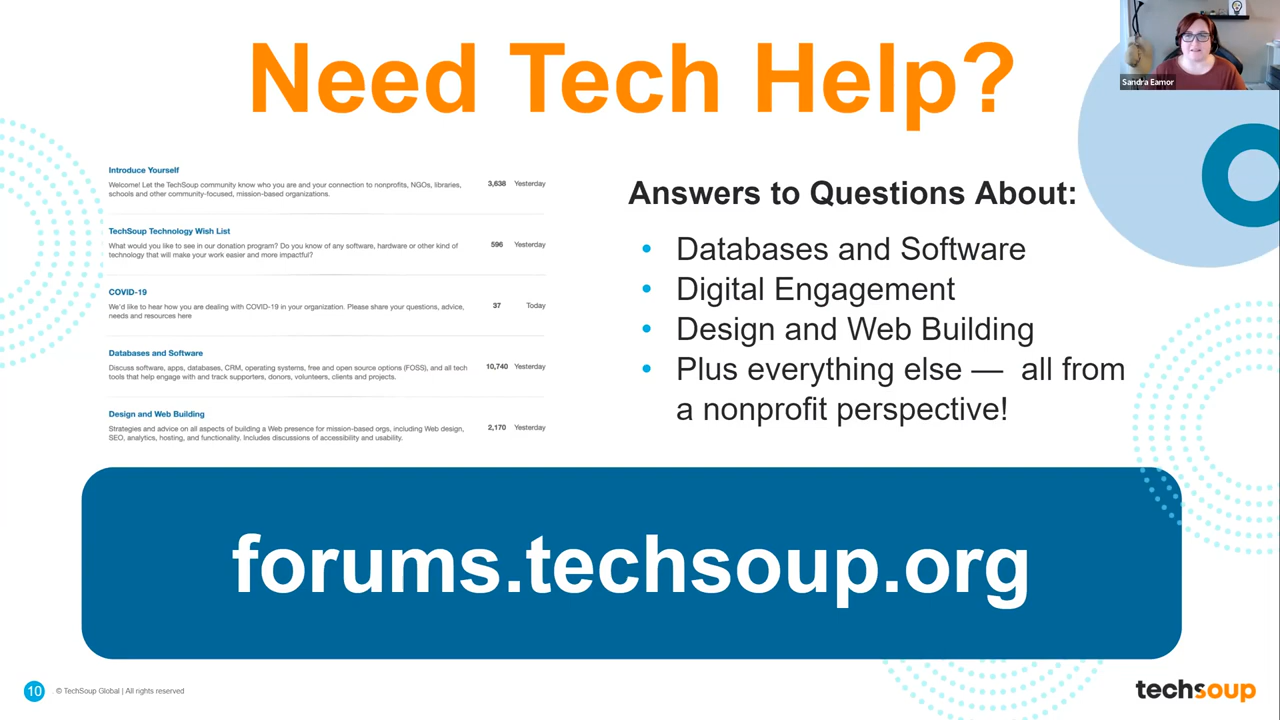 Need Tech Help?
Sandra Eamor
Introduce Yourself
Welcome! Let the TechSoup community know who you are and your connection to nonprofits, NGOs, libraries,
schools and other community-focused, mission-based organizations.
3,638 Yesterday
TechSoup Technology Wish List
What would you like to see in our donation program? Do you know of any software, hardware or other kind of
technology that will make your work easier and more impactful?
596 Yesterday
COVID-19
We'd like to hear how you are dealing with COVID-19 in your organization. Please share your questions, advice,
needs and resources here
37 Today
Databases and Software
Discuss software, apps, databases, CRM, operating systems, free and open source options (FOSS), and all tech
tools that help engage with and track supporters, donors, volunteers, clients and projects.
10,740 Yesterday
Design and Web Building
Strategies and advice on all aspects of building a Web presence for mission-based orgs, including Web design,
SEO, analytics, hosting, and functionality. Includes discussions of accessibility and usability.
2,170 Yesterday
Answers to Questions About:
• Databases and Software
• Digital Engagement
• Design and Web Building
• Plus everything else — all from
a nonprofit perspective!
forums.techsoup.org
10
© TechSoup Global | All rights reserved
techsoup